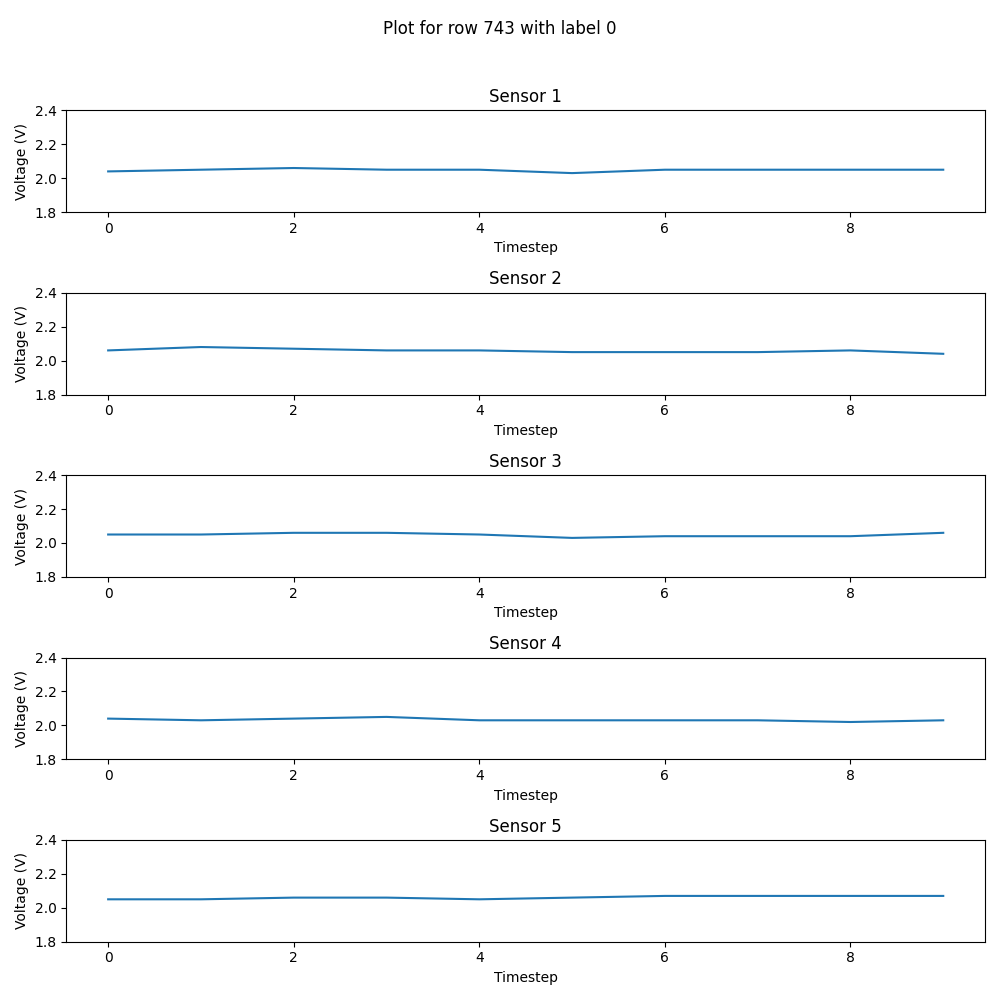 Plot for row 743 with label 0
Sensor 1
Voltage (V)
2.4
2.2
2.0
1.8
0 2 4 6 8
Timestep
Sensor 2
Voltage (V)
2.4
2.2
2.0
1.8
0 2 4 6 8
Timestep
Sensor 3
Voltage (V)
2.4
2.2
2.0
1.8
0 2 4 6 8
Timestep
Sensor 4
Voltage (V)
2.4
2.2
2.0
1.8
0 2 4 6 8
Timestep
Sensor 5
Voltage (V)
2.4
2.2
2.0
1.8
0 2 4 6 8
Timestep